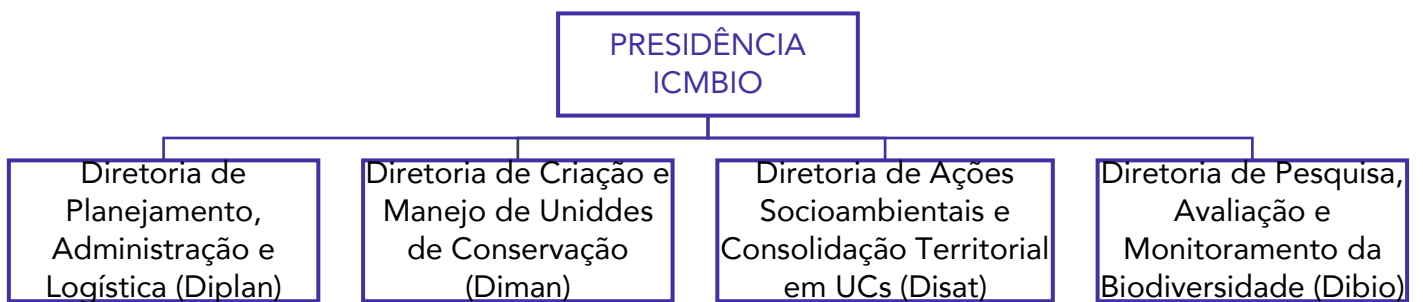 PRESIDÊNCIA
ICMBIO
Diretoria de
Planejamento,
Administração e
Logística (Diplan)
Diretoria de Criação e
Manejo de Uniddes
de Conservação
(Diman)
Diretoria de Ações
Socioambientais e
Consolidação Territorial
em UCs (Disat)
Diretoria de Pesquisa,
Avaliação e
Monitoramento da
Biodiversidade (Dibio)